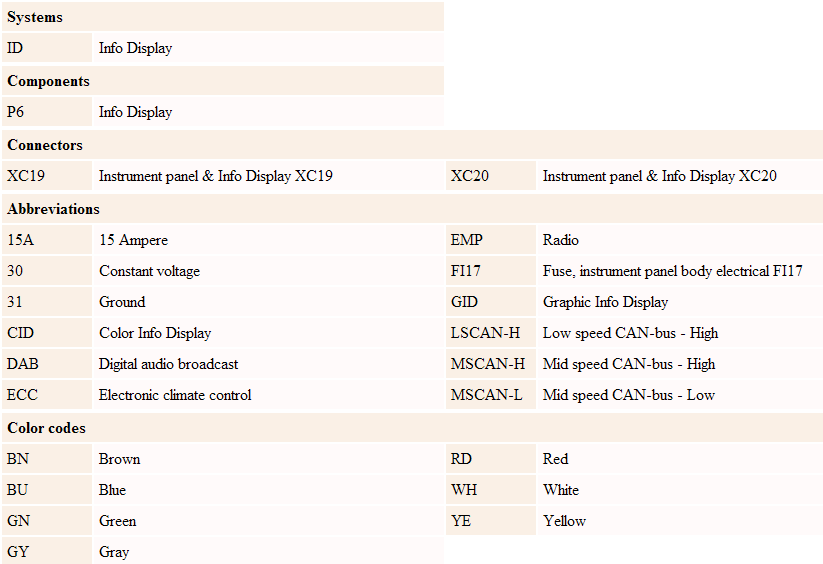 Systems
ID Info Display
Components
P6 Info Display
Connectors
XC19 Instrument panel & Info Display XC19 XC20 Instrument panel & Info Display XC20
Abbreviations
15A 15 Ampere EMP Radio
30 Constant voltage FI17 Fuse, instrument panel body electrical FI17
31 Ground GID Graphic Info Display
CID Color Info Display LSCAN-H Low speed CAN-bus - High
DAB Digital audio broadcast MSCAN-H Mid speed CAN-bus - High
ECC Electronic climate control MSCAN-L Mid speed CAN-bus - Low
Color codes
BN Brown RD Red
BU Blue WH White
GN Green YE Yellow
GY Gray